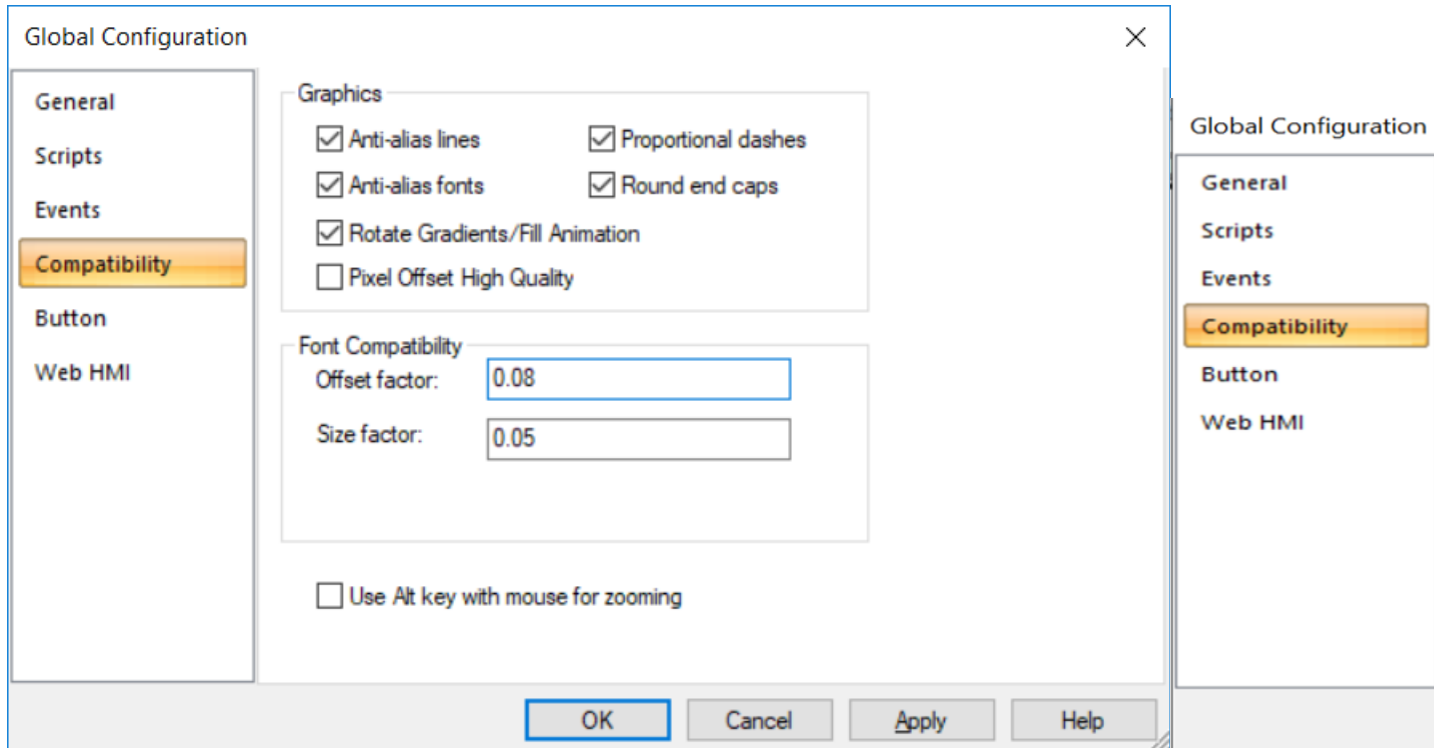 Global Configuration
General
Scripts
Events
Compatibility
Button
Web HMI
Graphics
Anti-alias lines
Proportional dashes
Anti-alias fonts
Round end caps
Rotate Gradients/Fill Animation
Pixel Offset High Quality
Font Compatibility
Offset factor: 0.08
Size factor: 0.05
Use Alt key with mouse for zooming
OK Cancel Apply Help
Global Configuration
General
Scripts
Events
Compatibility
Button
Web HMI